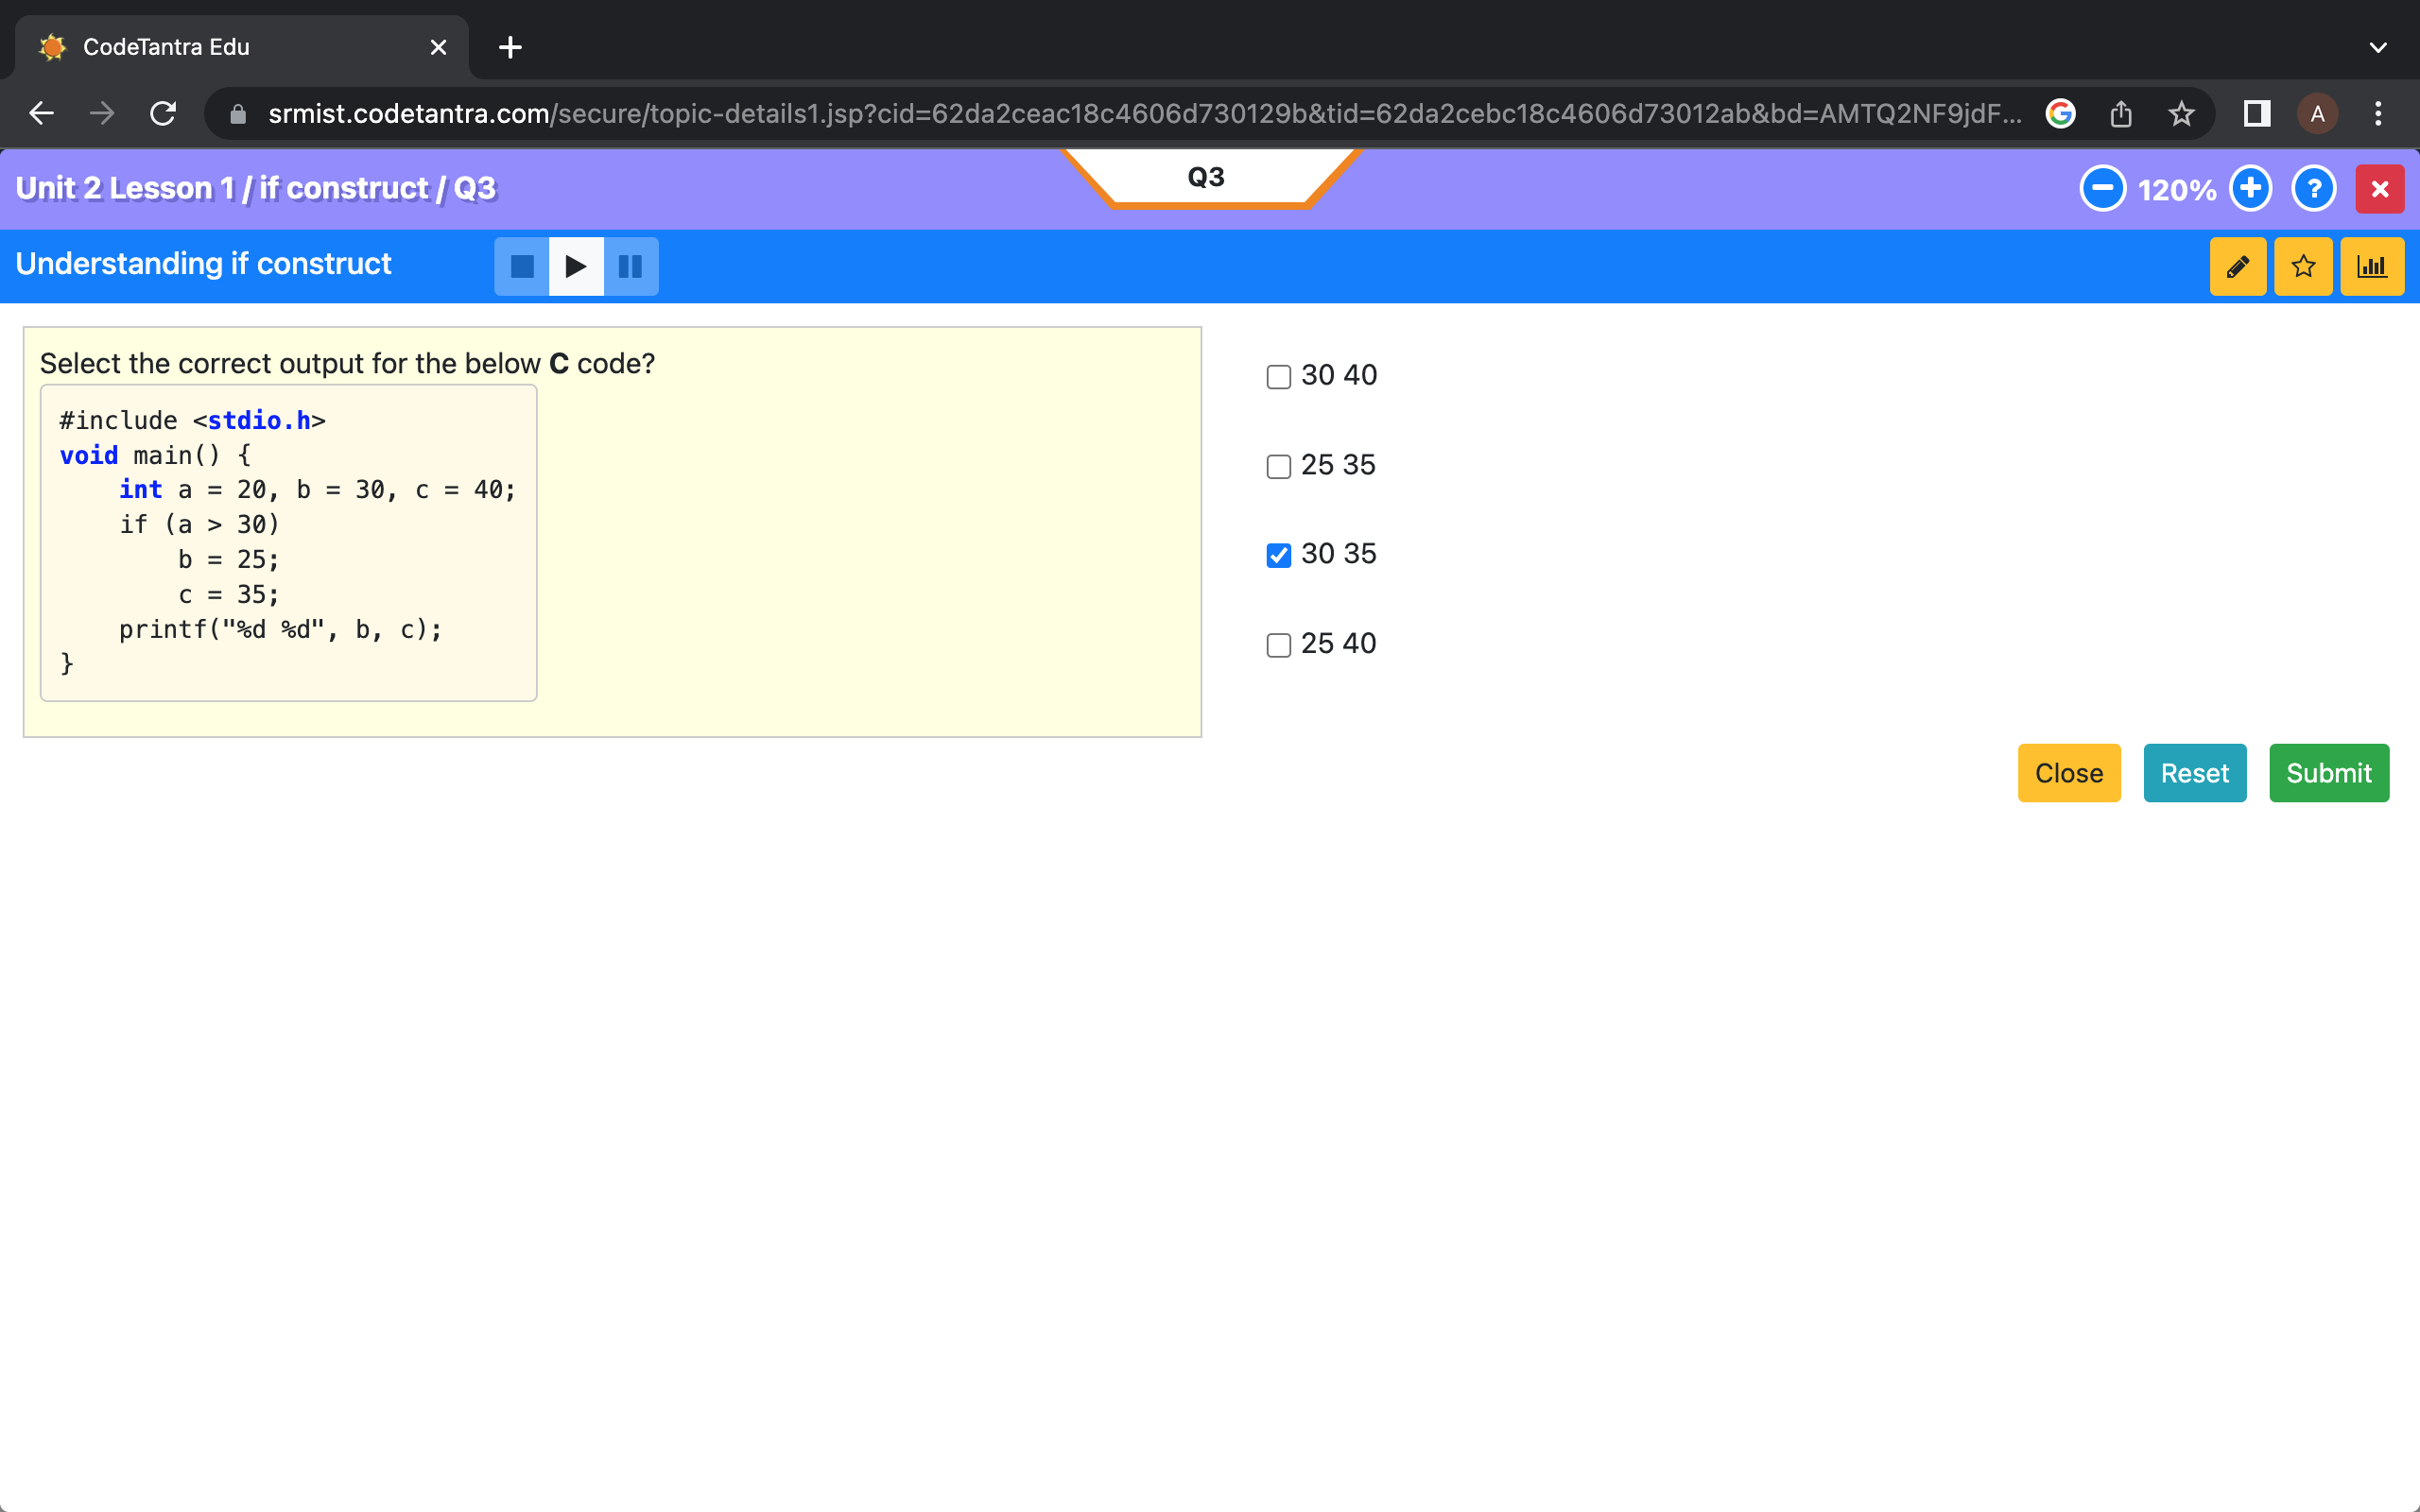 CodeTantra Edu
srmist.codetantra.com/secure/topic-details1.jsp?cid=62da2ceac18c4606d730129b&tid=62da2cebc18c4606d73012ab&bd=AMTQ2NF9jdF...
A
Unit 2 Lesson 1 / if construct / Q3
Q3
120%
?
Understanding if construct
Select the correct output for the below C code?
#include <stdio.h>
void main() {
    int a = 20, b = 30, c = 40;
    if (a > 30)
        b = 25;
        c = 35;
    printf("%d %d", b, c);
}
30 40
25 35
30 35
25 40
Close
Reset
Submit